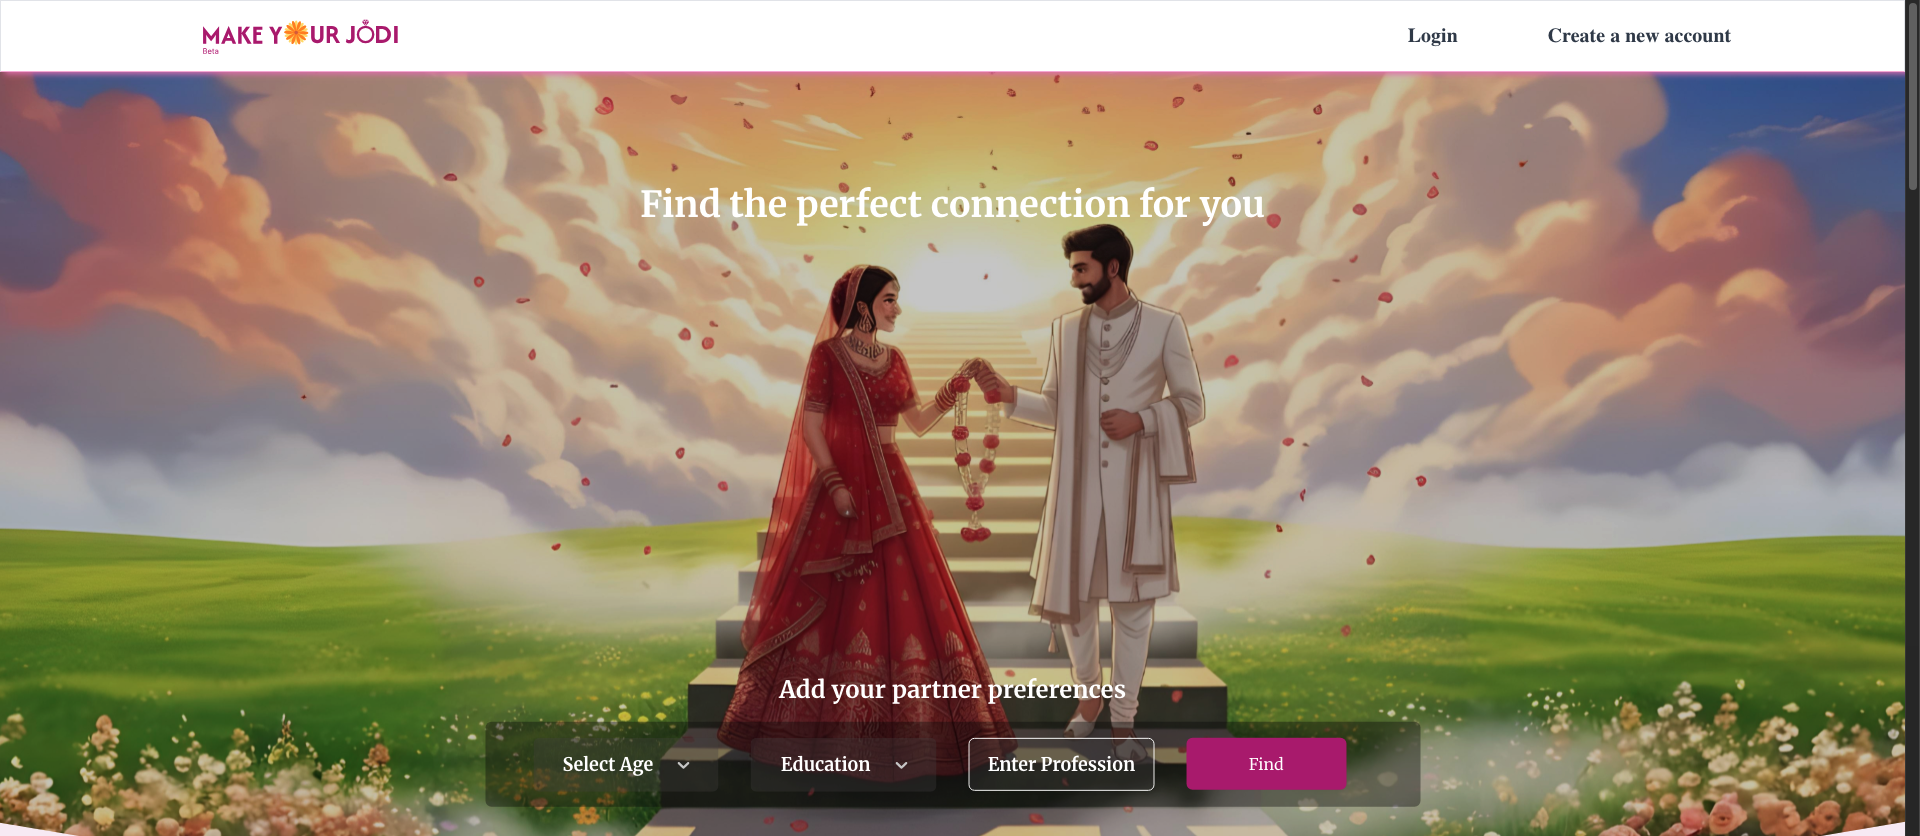 MAKE YOUR JODI
Beta
Login
Create a new account
Find the perfect connection for you
Add your partner preferences
Select Age
Education
Enter Profession
Find